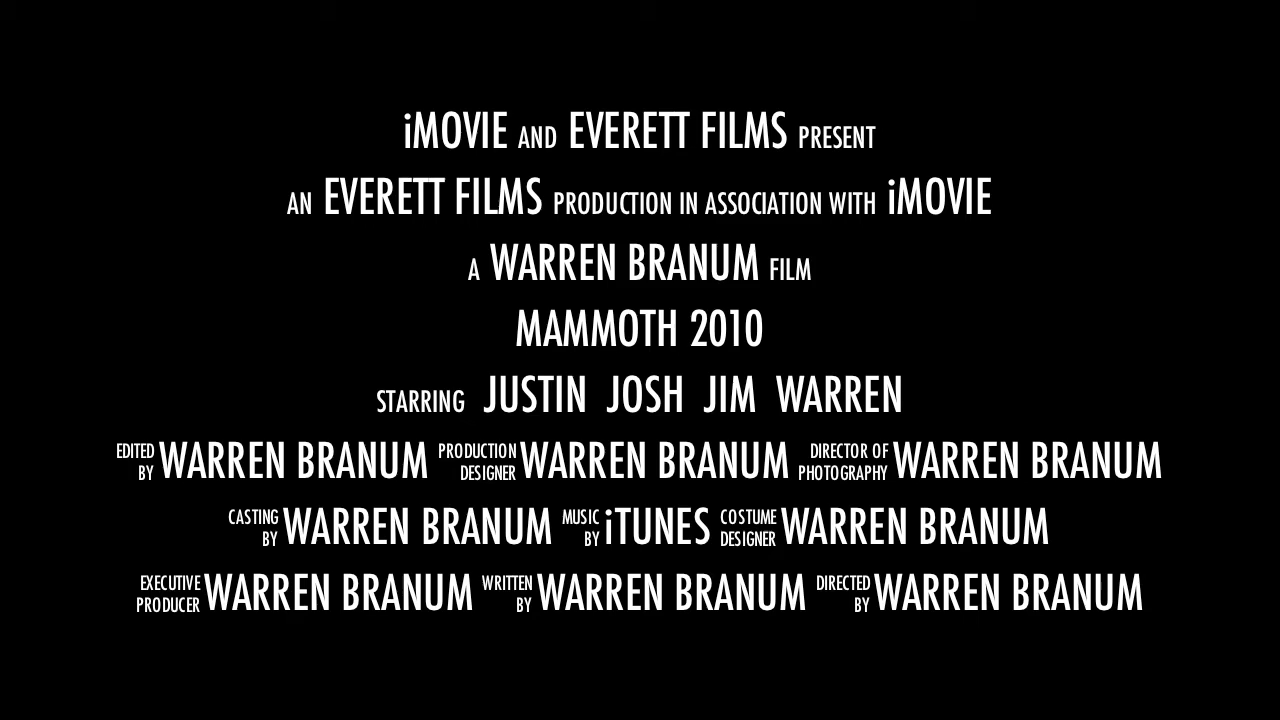 iMOVIE AND EVERETT FILMS PRESENT
AN EVERETT FILMS PRODUCTION IN ASSOCIATION WITH iMOVIE
A WARREN BRANUM FILM
MAMMOTH 2010
STARRING JUSTIN JOSH JIM WARREN
EDITED BY WARREN BRANUM PRODUCTION DESIGNER WARREN BRANUM DIRECTOR OF PHOTOGRAPHY WARREN BRANUM
CASTING BY WARREN BRANUM MUSIC BY iTUNES COSTUME DESIGNER WARREN BRANUM
EXECUTIVE PRODUCER WARREN BRANUM WRITTEN BY WARREN BRANUM DIRECTED BY WARREN BRANUM